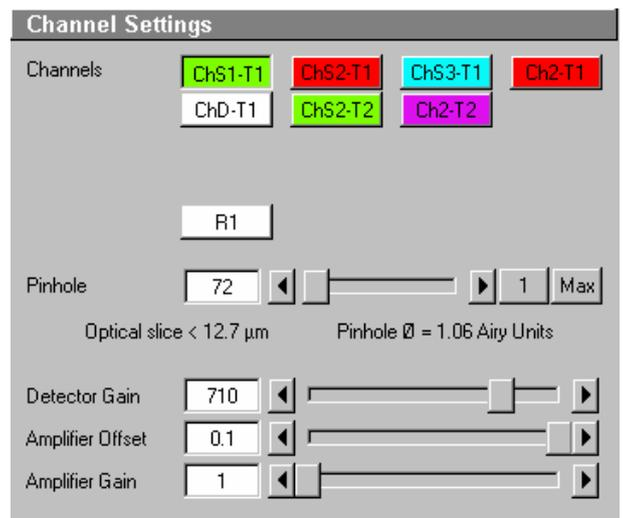 Channel Settings
Channels ChS1-T1 ChS2-T1 ChS3-T1 Ch2-T1
ChD-T1 ChS2-T2 Ch2-T2
R1
Pinhole 72 1 Max
Optical slice < 12.7 µm Pinhole Ø = 1.06 Airy Units
Detector Gain 710
Amplifier Offset 0.1
Amplifier Gain 1